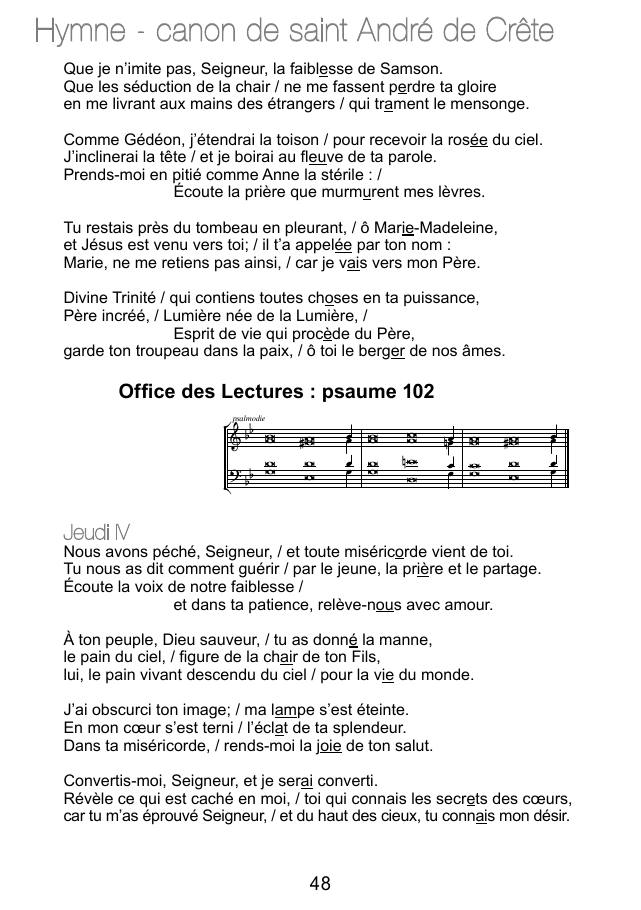 Hymne - canon de saint André de Crête
Que je n’imite pas, Seigneur, la faiblesse de Samson.
Que les séduction de la chair / ne me fassent perdre ta gloire
en me livrant aux mains des étrangers / qui trament le mensonge.
Comme Gédéon, j’étendrai la toison / pour recevoir la rosée du ciel.
J’inclinerai la tête / et je boirai au fleuve de ta parole.
Prends-moi en pitié comme Anne la stérile : /
Écoute la prière que murmurent mes lèvres.
Tu restais près du tombeau en pleurant, / ô Marie-Madeleine,
et Jésus est venu vers toi; / il t’a appelée par ton nom :
Marie, ne me retiens pas ainsi, / car je vais vers mon Père.
Divine Trinité / qui contiens toutes choses en ta puissance,
Père incréé, / Lumière née de la Lumière, /
Esprit de vie qui procède du Père,
garde ton troupeau dans la paix, / ô toi le berger de nos âmes.
Office des Lectures : psaume 102
psalmodie
Jeudi IV
Nous avons péché, Seigneur, / et toute miséricorde vient de toi.
Tu nous as dit comment guérir / par le jeune, la prière et le partage.
Écoute la voix de notre faiblesse /
et dans ta patience, relève-nous avec amour.
À ton peuple, Dieu sauveur, / tu as donné la manne,
le pain du ciel, / figure de la chair de ton Fils,
lui, le pain vivant descendu du ciel / pour la vie du monde.
J’ai obscurci ton image; / ma lampe s’est éteinte.
En mon cœur s’est terni / l’éclat de ta splendeur.
Dans ta miséricorde, / rends-moi la joie de ton salut.
Convertis-moi, Seigneur, et je serai converti.
Révèle ce qui est caché en moi, / toi qui connais les secrets des cœurs,
car tu m’as éprouvé Seigneur, / et du haut des cieux, tu connais mon désir.
48